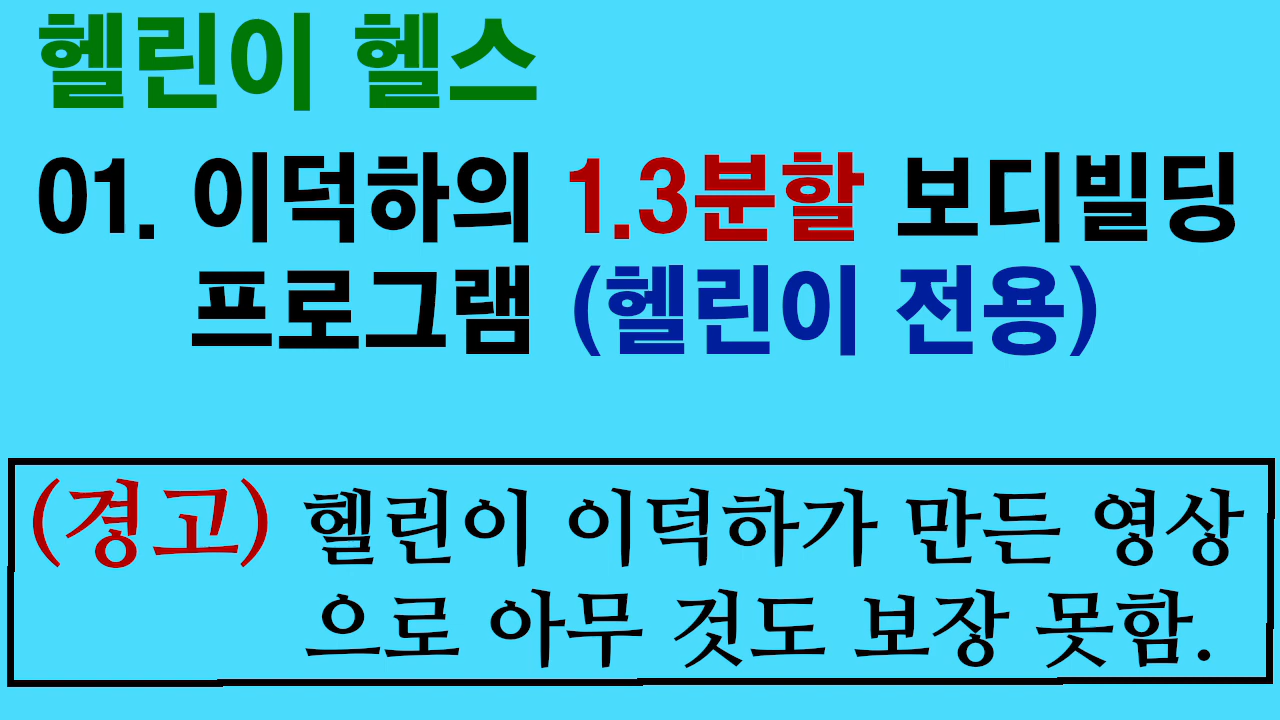 헬린이 헬스
01. 이덕하의 1.3분할 보디빌딩
프로그램 (헬린이 전용)
(경고) 헬린이 이덕하가 만든 영상
으로 아무 것도 보장 못함.